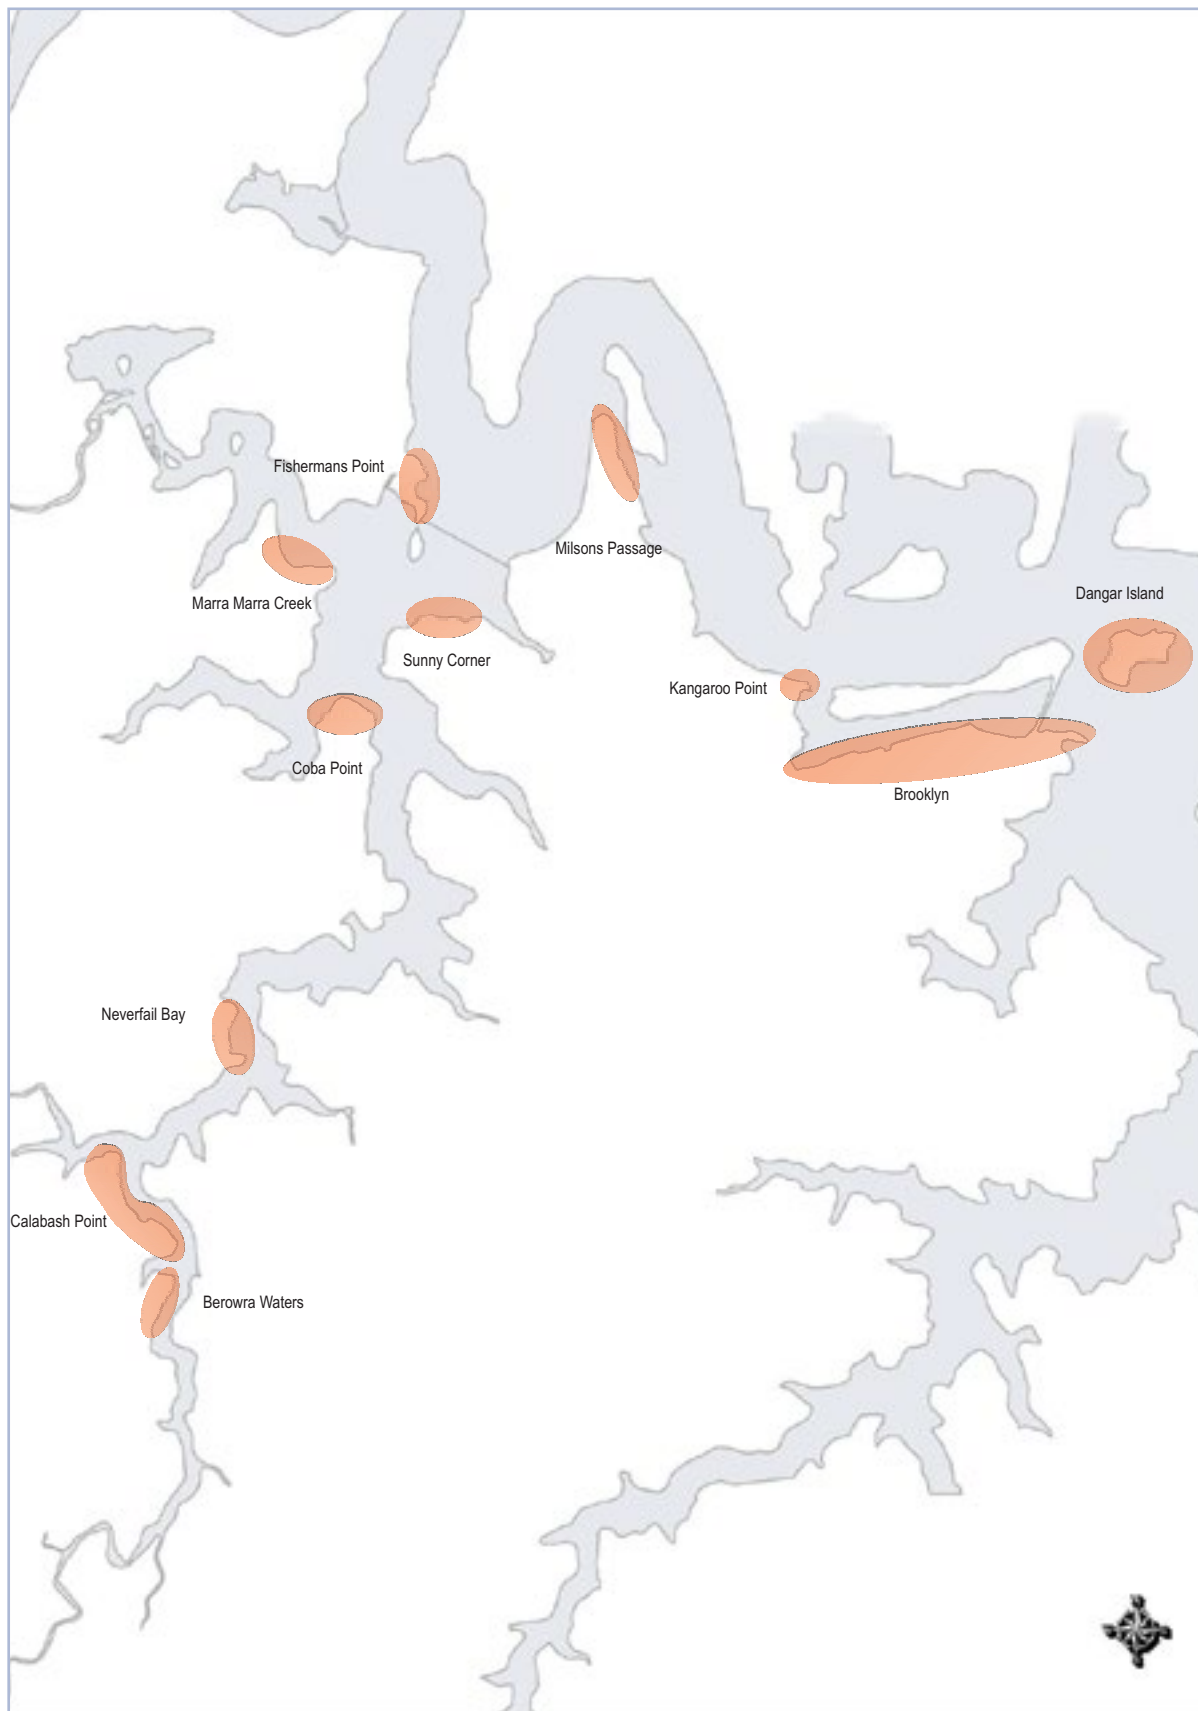 Fishermans Point
Milsons Passage
Marra Marra Creek
Dangar Island
Sunny Corner
Kangaroo Point
Coba Point
Brooklyn
Neverfail Bay
Calabash Point
Berowra Waters